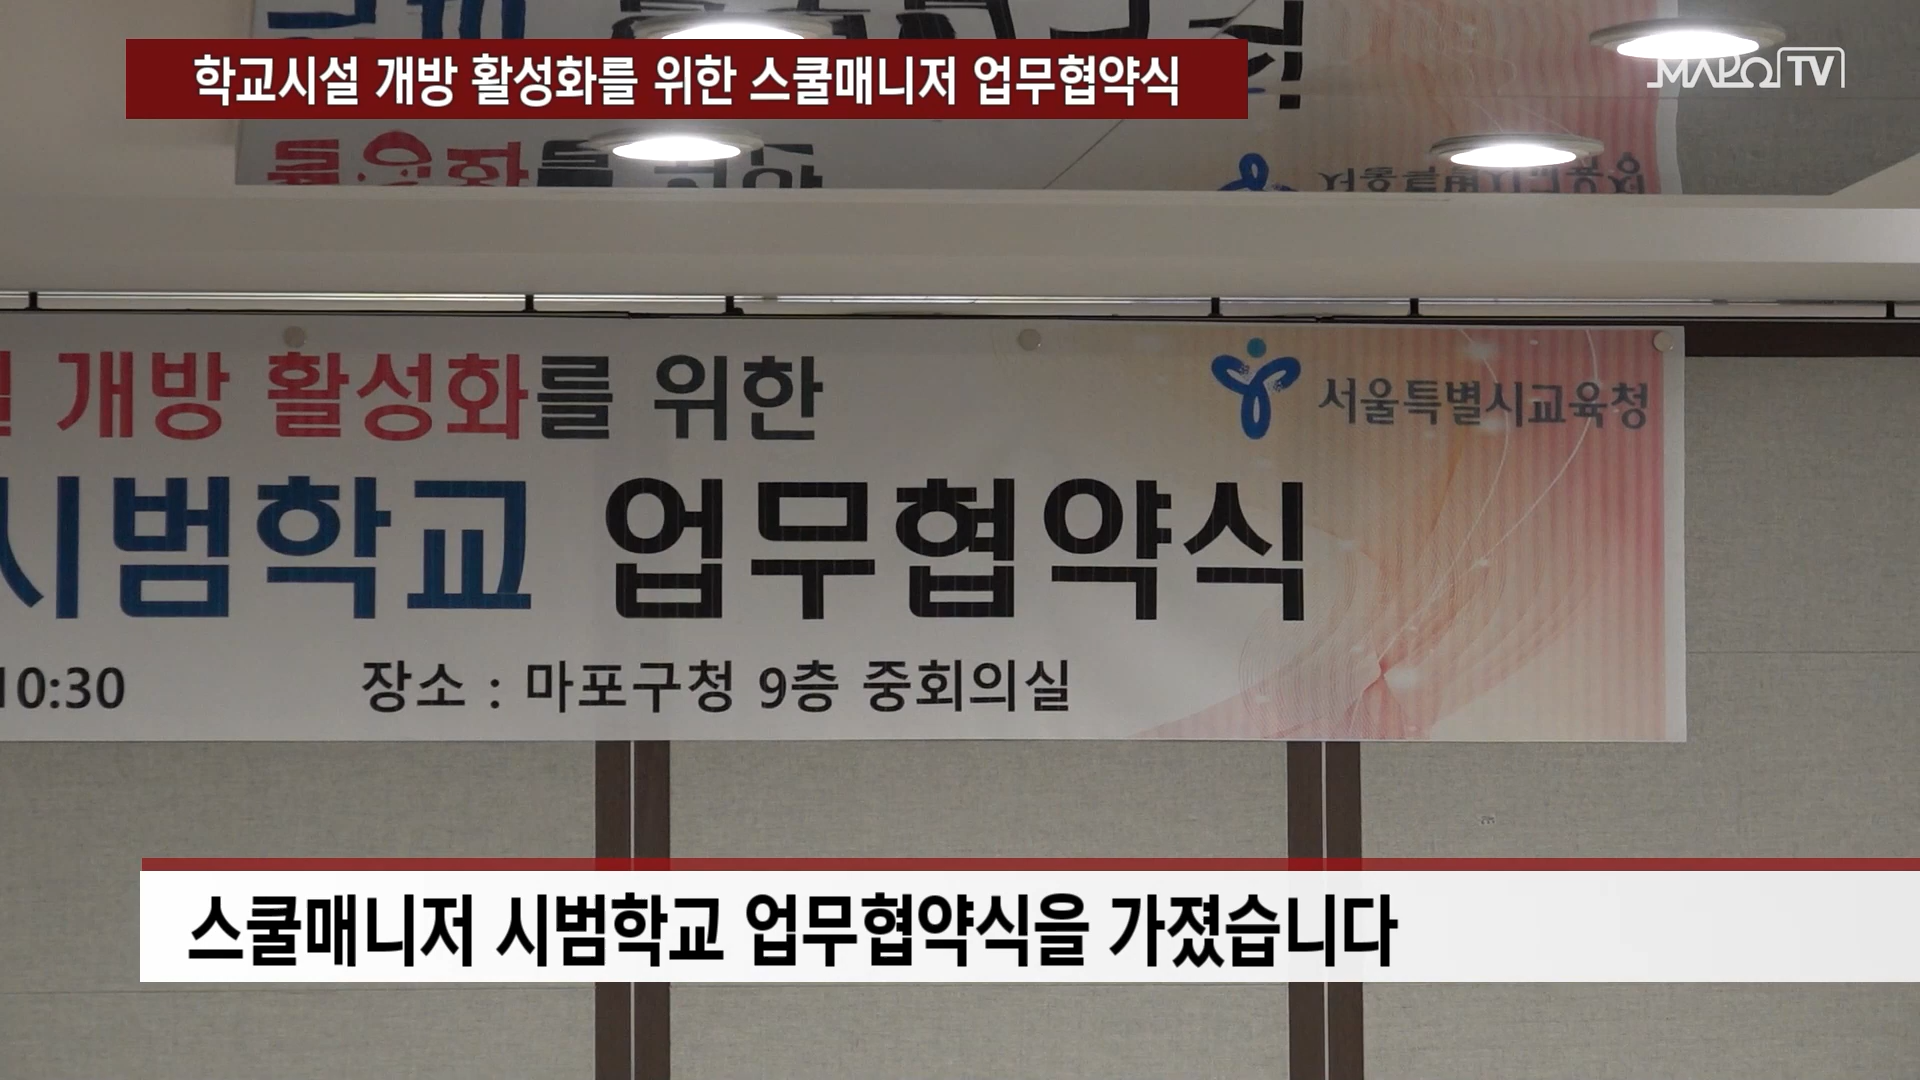 학교시설 개방 활성화를 위한 스쿨매니저 업무협약식
MAPO TV
개방 활성화를 위한
서울특별시교육청
시범학교 업무협약식
10:30
장소 : 마포구청 9층 중회의실
스쿨매니저 시범학교 업무협약식을 가졌습니다